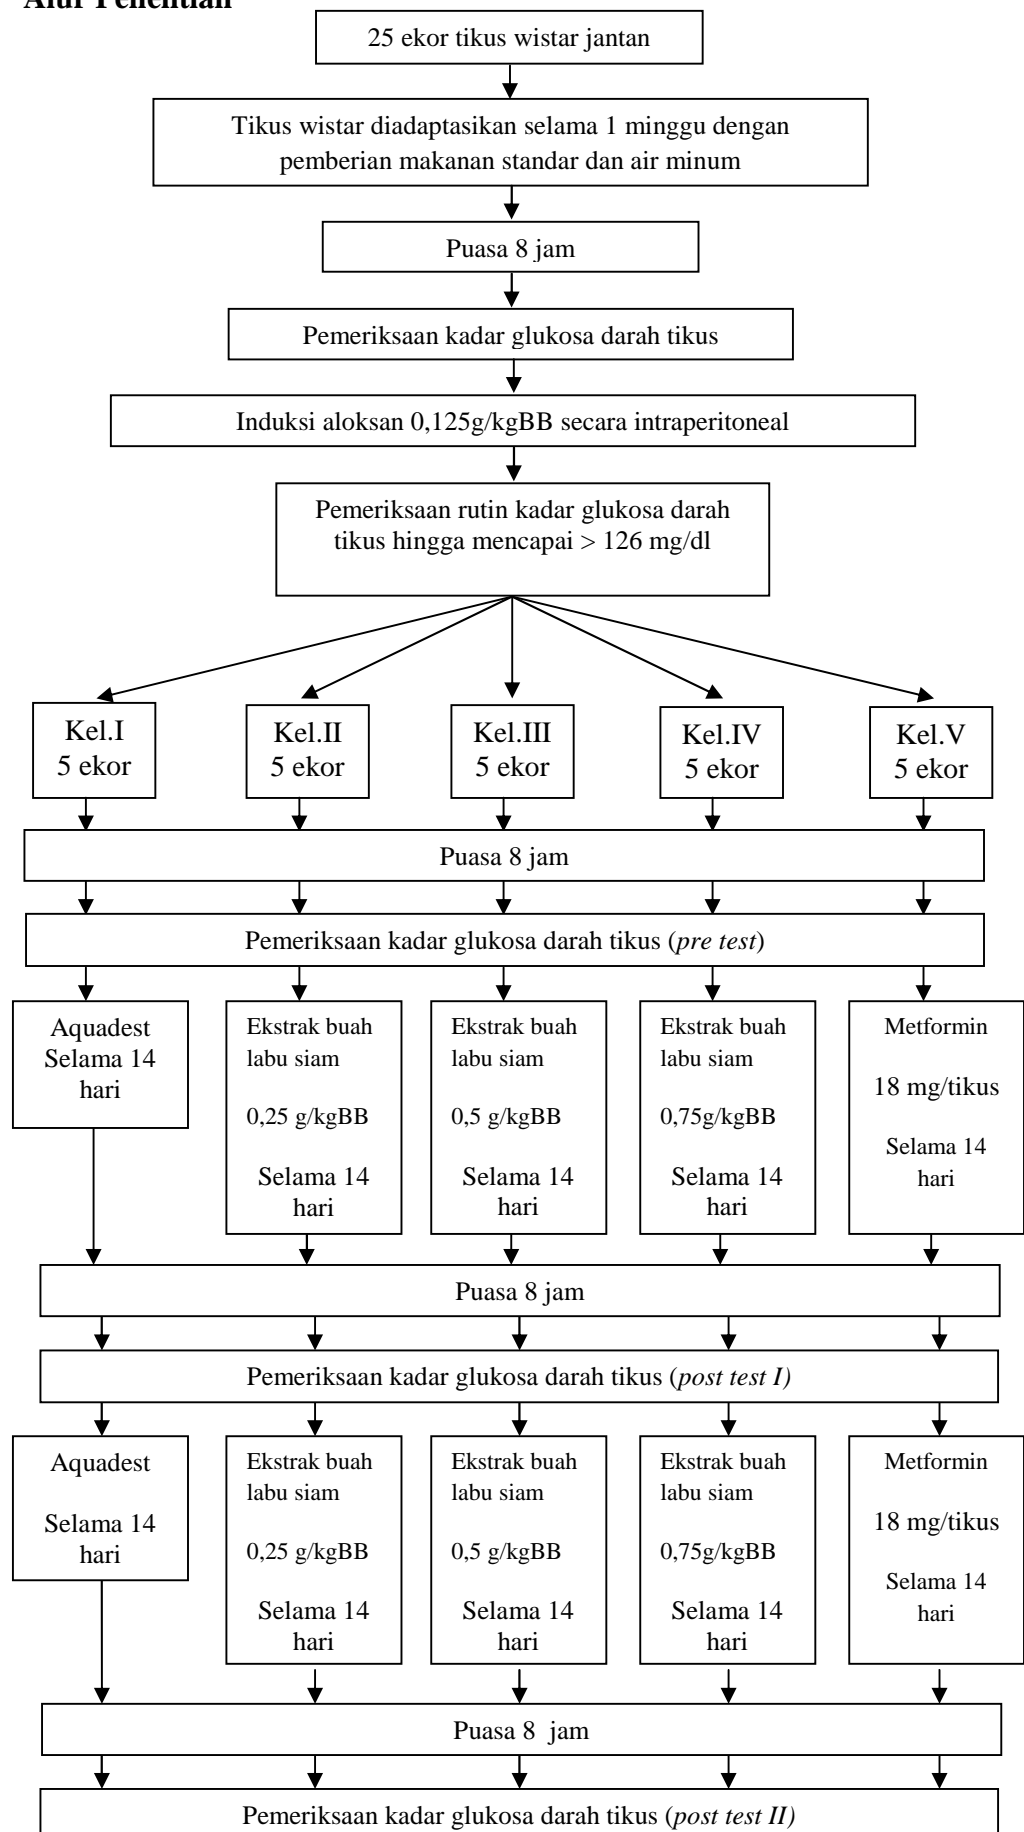 Alur Penelitian
25 ekor tikus wistar jantan
Tikus wistar diadaptasikan selama 1 minggu dengan
pemberian makanan standar dan air minum
Puasa 8 jam
Pemeriksaan kadar glukosa darah tikus
Induksi aloksan 0,125g/kgBB secara intraperitoneal
Pemeriksaan rutin kadar glukosa darah
tikus hingga mencapai > 126 mg/dl
Kel.I
5 ekor
Kel.II
5 ekor
Kel.III
5 ekor
Kel.IV
5 ekor
Kel.V
5 ekor
Puasa 8 jam
Pemeriksaan kadar glukosa darah tikus (pre test)
Aquadest
Selama 14
hari
Ekstrak buah
labu siam
0,25 g/kgBB
Selama 14
hari
Ekstrak buah
labu siam
0,5 g/kgBB
Selama 14
hari
Ekstrak buah
labu siam
0,75g/kgBB
Selama 14
hari
Metformin
18 mg/tikus
Selama 14
hari
Puasa 8 jam
Pemeriksaan kadar glukosa darah tikus (post test I)
Aquadest
Selama 14
hari
Ekstrak buah
labu siam
0,25 g/kgBB
Selama 14
hari
Ekstrak buah
labu siam
0,5 g/kgBB
Selama 14
hari
Ekstrak buah
labu siam
0,75g/kgBB
Selama 14
hari
Metformin
18 mg/tikus
Selama 14
hari
Puasa 8  jam
Pemeriksaan kadar glukosa darah tikus (post test II)